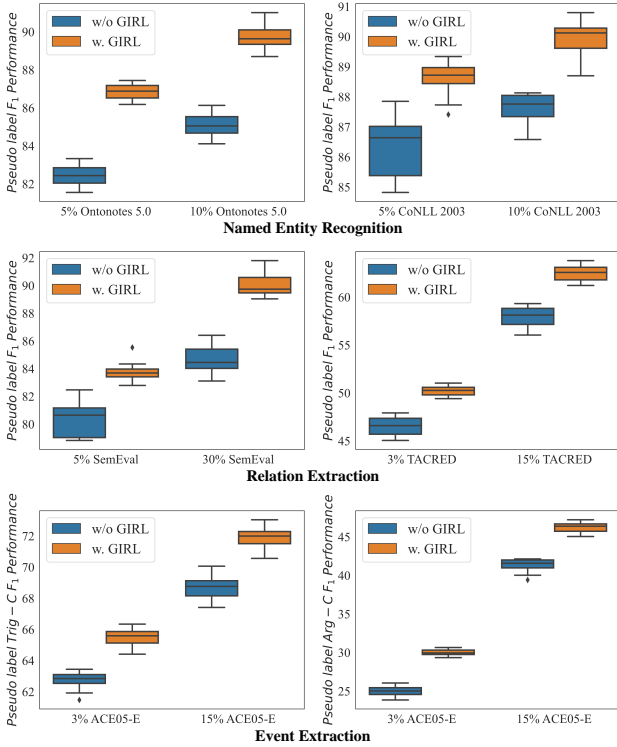 Pseudo label F1 Performance
90
88
86
84
82
w/o GIRL
w. GIRL
5% Ontonotes 5.0 10% Ontonotes 5.0
Pseudo label F1 Performance
91
90
89
88
87
86
85
w/o GIRL
w. GIRL
5% CoNLL 2003 10% CoNLL 2003
Named Entity Recognition
Pseudo label F1 Performance
92
90
88
86
84
82
80
w/o GIRL
w. GIRL
5% SemEval 30% SemEval
Pseudo label F1 Performance
60
55
50
45
w/o GIRL
w. GIRL
3% TACRED 15% TACRED
Relation Extraction
Pseudo label Trig − C F1 Performance
72
70
68
66
64
62
w/o GIRL
w. GIRL
3% ACE05-E 15% ACE05-E
Pseudo label Arg − C F1 Performance
45
40
35
30
25
w/o GIRL
w. GIRL
3% ACE05-E 15% ACE05-E
Event Extraction